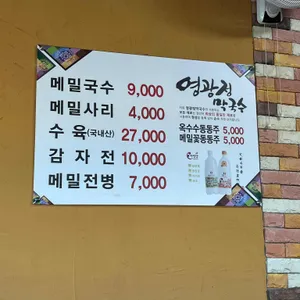 메밀국수 9,000
메밀사리 4,000
수육(국내산) 27,000
감자전 10,000
메밀전병 7,000
영광정
막국수
옥수수동동주 5,000
메밀꽃동동주 5,000